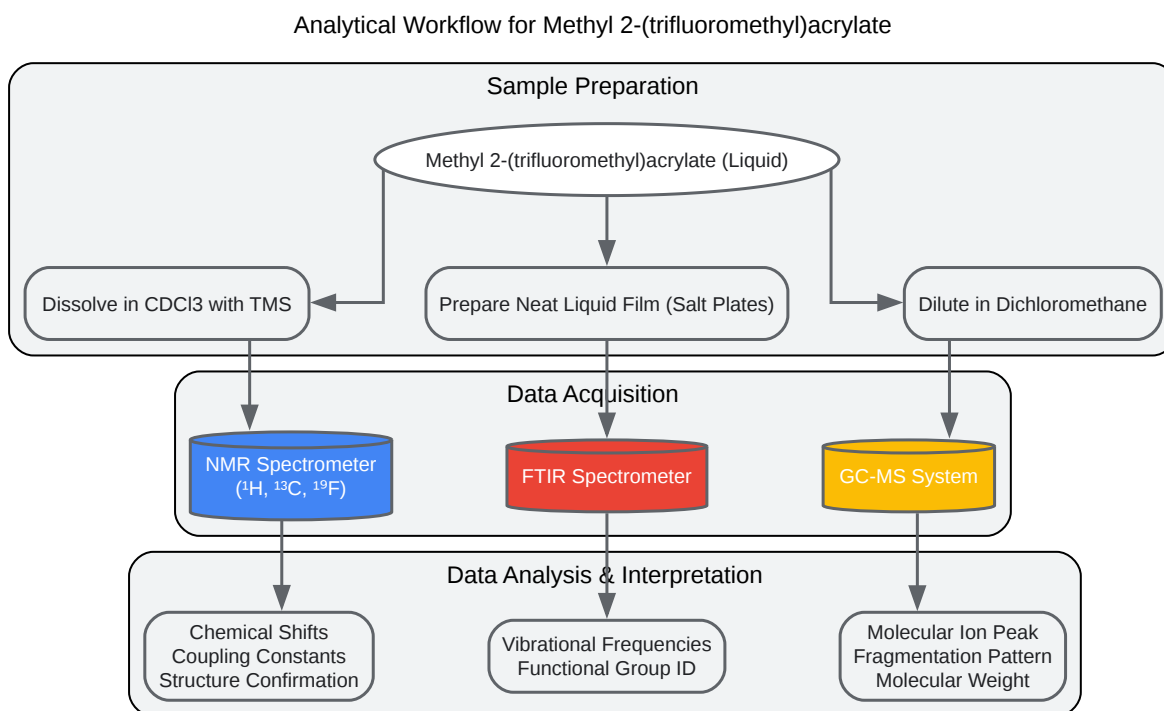 Analytical Workflow for Methyl 2-(trifluoromethyl)acrylate
Sample Preparation
Methyl 2-(trifluoromethyl)acrylate (Liquid)
Dissolve in CDCl3 with TMS
Prepare Neat Liquid Film (Salt Plates)
Dilute in Dichloromethane
Data Acquisition
NMR Spectrometer
(¹H, ¹³C, ¹⁹F)
FTIR Spectrometer
GC-MS System
Data Analysis & Interpretation
Chemical Shifts
Coupling Constants
Structure Confirmation
Vibrational Frequencies
Functional Group ID
Molecular Ion Peak
Fragmentation Pattern
Molecular Weight